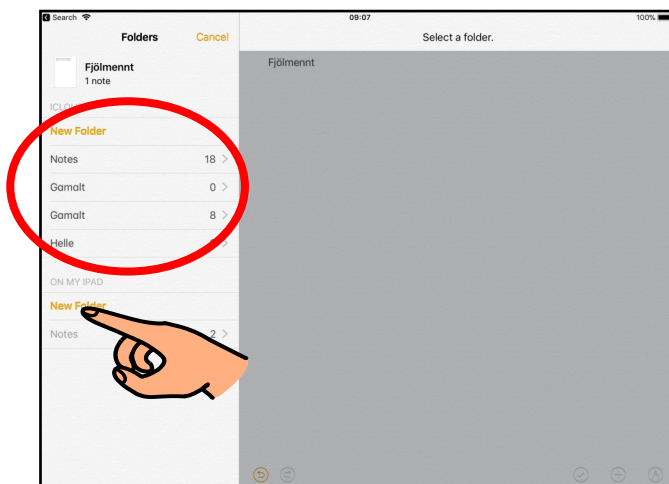 Search 09:07 100%
Folders Cancel Select a folder.
Fjölmennt
1 note
Fjölmennt
New Folder
Notes 18
Gamalt 0
Gamalt 8
Helle
ON MY IPAD
New Folder
Notes 2